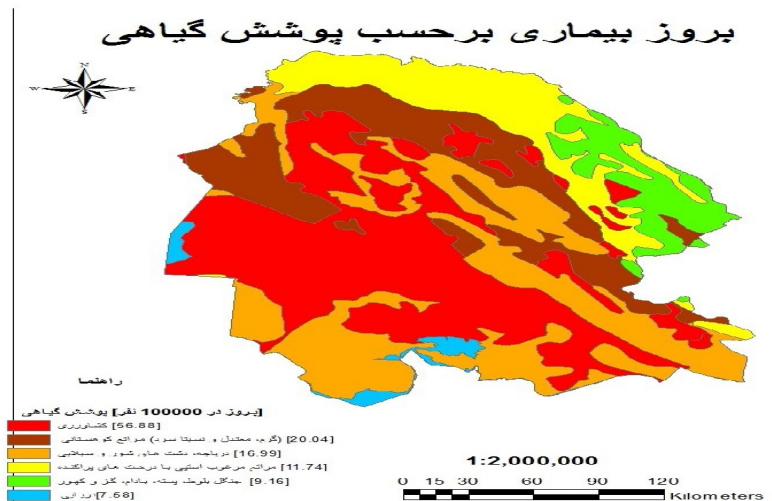 بروز بیماری برحسب پوشش گیاهی
N
W E
S
راهنما
[بروز در 100000 نفر] پوشش گیاهی
کشاورزی [56.88]
(گرم، معتدل و نسبتا سرد) مراتع کوهستانی [20.04]
دریاچه، دشت های شور و سیلابی [16.99]
مراتع مرغوب استپی با درخت های پراکنده [11.74]
جنگل بلوط، پسته، بادام، گز و کهور [9.16]
[7.58]
1:2,000,000
0 15 30 60 90 120
Kilometers